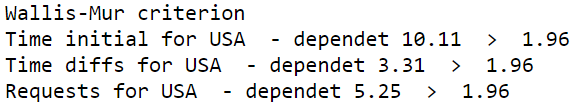 Wallis-Mur criterion
Time initial for USA  - dependet 10.11  >  1.96
Time diffs for USA  - dependet 3.31  >  1.96
Requests for USA  - dependet 5.25  >  1.96